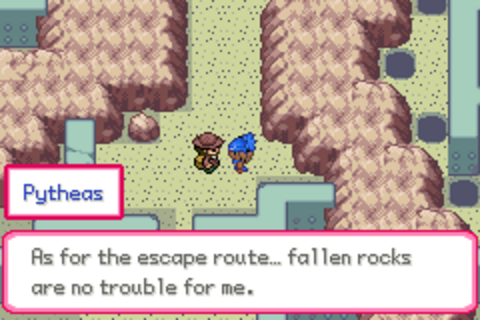 Pytheas
As for the escape route... fallen rocks
are no trouble for me.